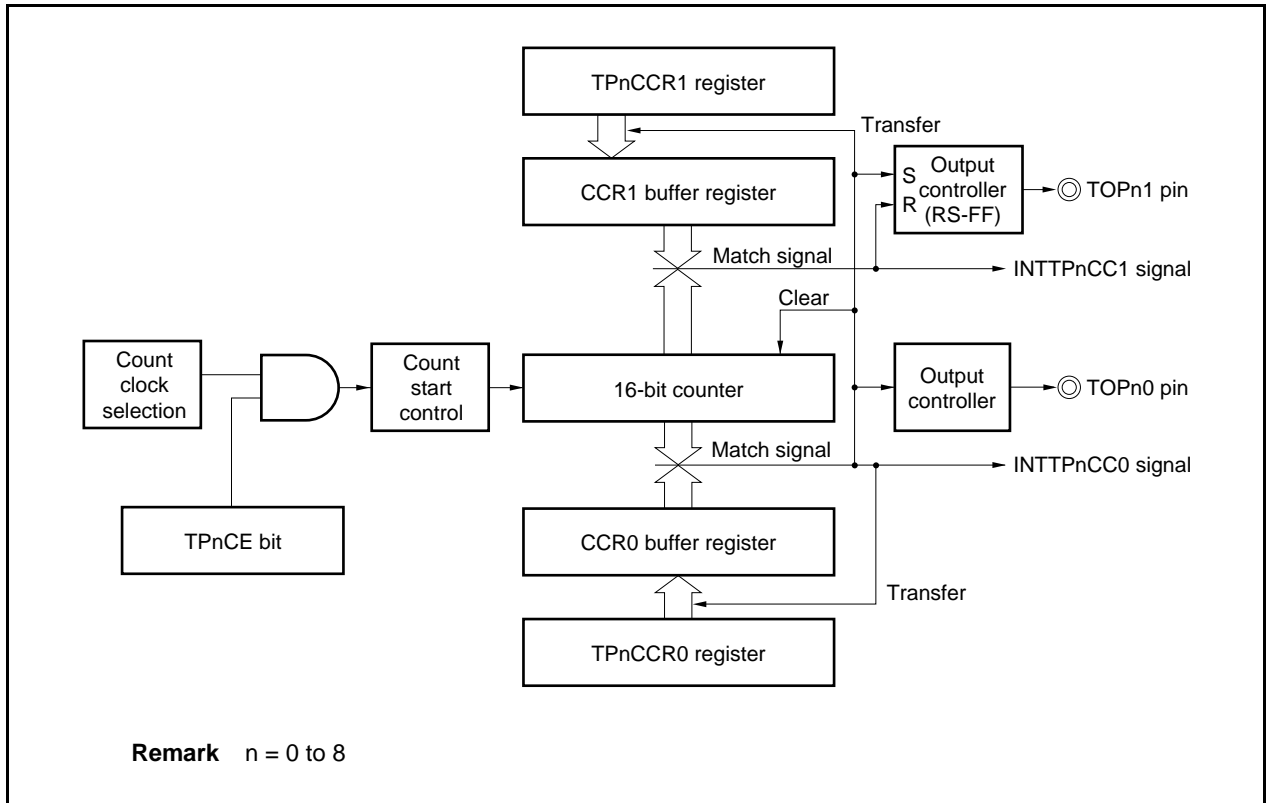 TPnCCR1 register
Transfer
CCR1 buffer register
S
R
Output
controller
(RS-FF)
TOPn1 pin
Match signal
INTTPnCC1 signal
Clear
Count
clock
selection
Count
start
control
16-bit counter
Output
controller
TOPn0 pin
Match signal
INTTPnCC0 signal
TPnCE bit
CCR0 buffer register
Transfer
TPnCCR0 register
Remark n = 0 to 8